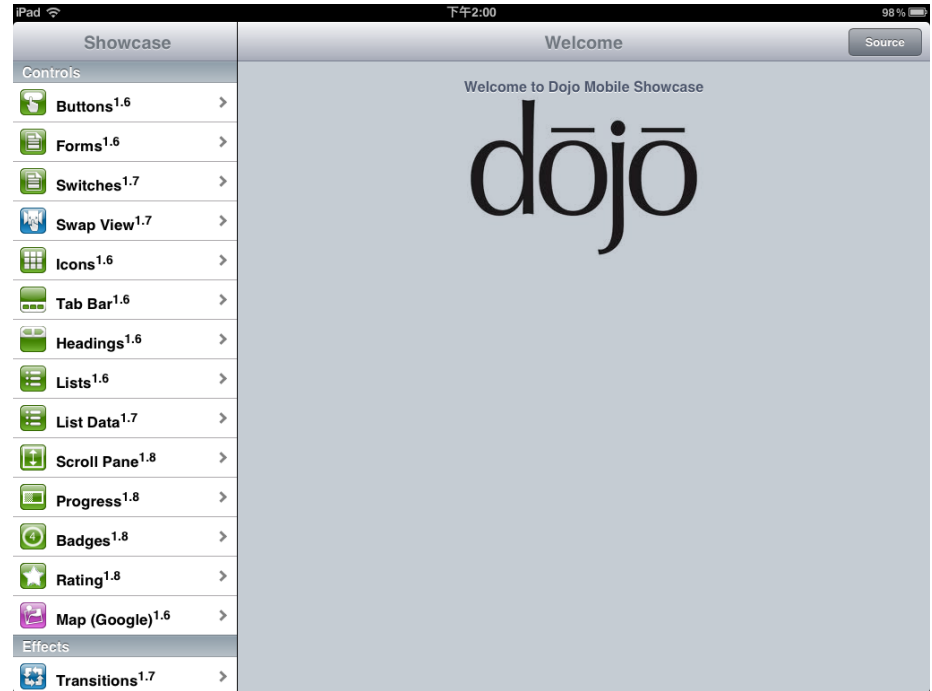 iPad 下午2:00 98%
Showcase
Welcome
Source
Controls
Buttons1.6
Forms1.6
Switches1.7
Swap View1.7
Icons1.6
Tab Bar1.6
Headings1.6
Lists1.6
List Data1.7
Scroll Pane1.8
Progress1.8
4
Badges1.8
Rating1.8
Map (Google)1.6
Effects
Transitions1.7
Welcome to Dojo Mobile Showcase
dōjō